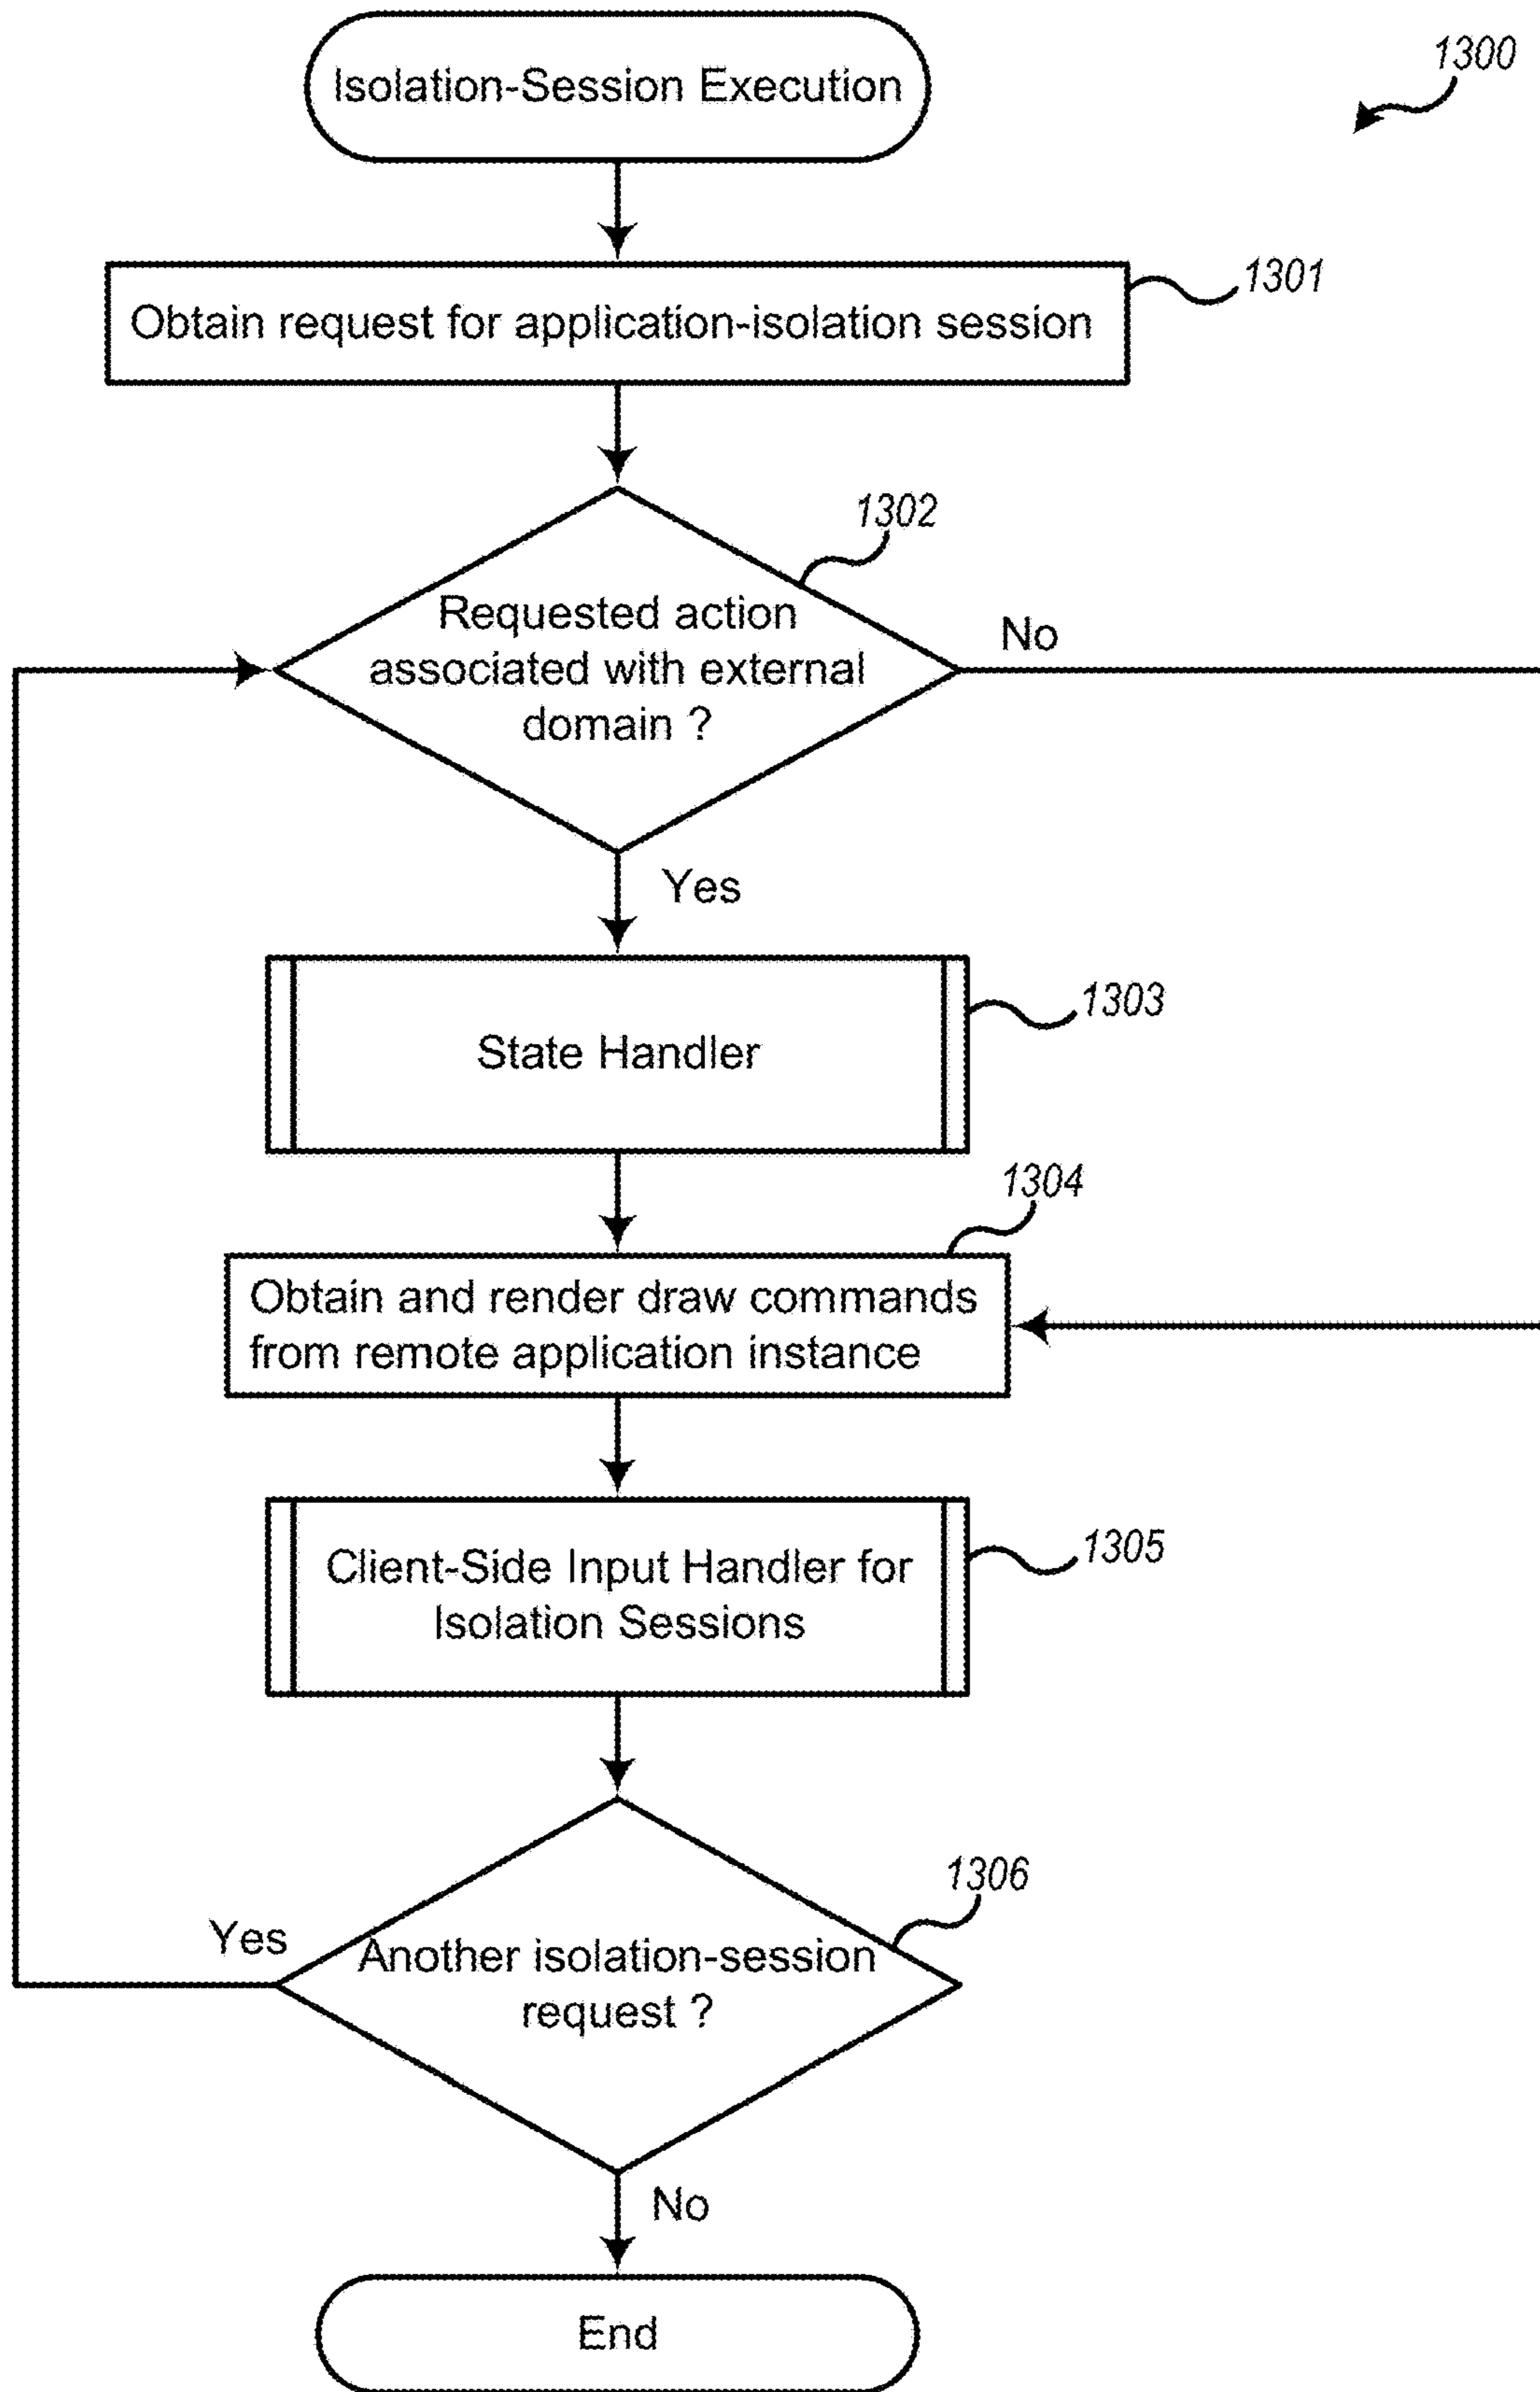 Isolation-Session Execution
1300
Obtain request for application-isolation session
1301
1302
Requested action
associated with external
domain ?
No
Yes
State Handler
1303
1304
Obtain and render draw commands
from remote application instance
Client-Side Input Handler for
Isolation Sessions
1305
1306
Yes
Another isolation-session
request ?
No
End